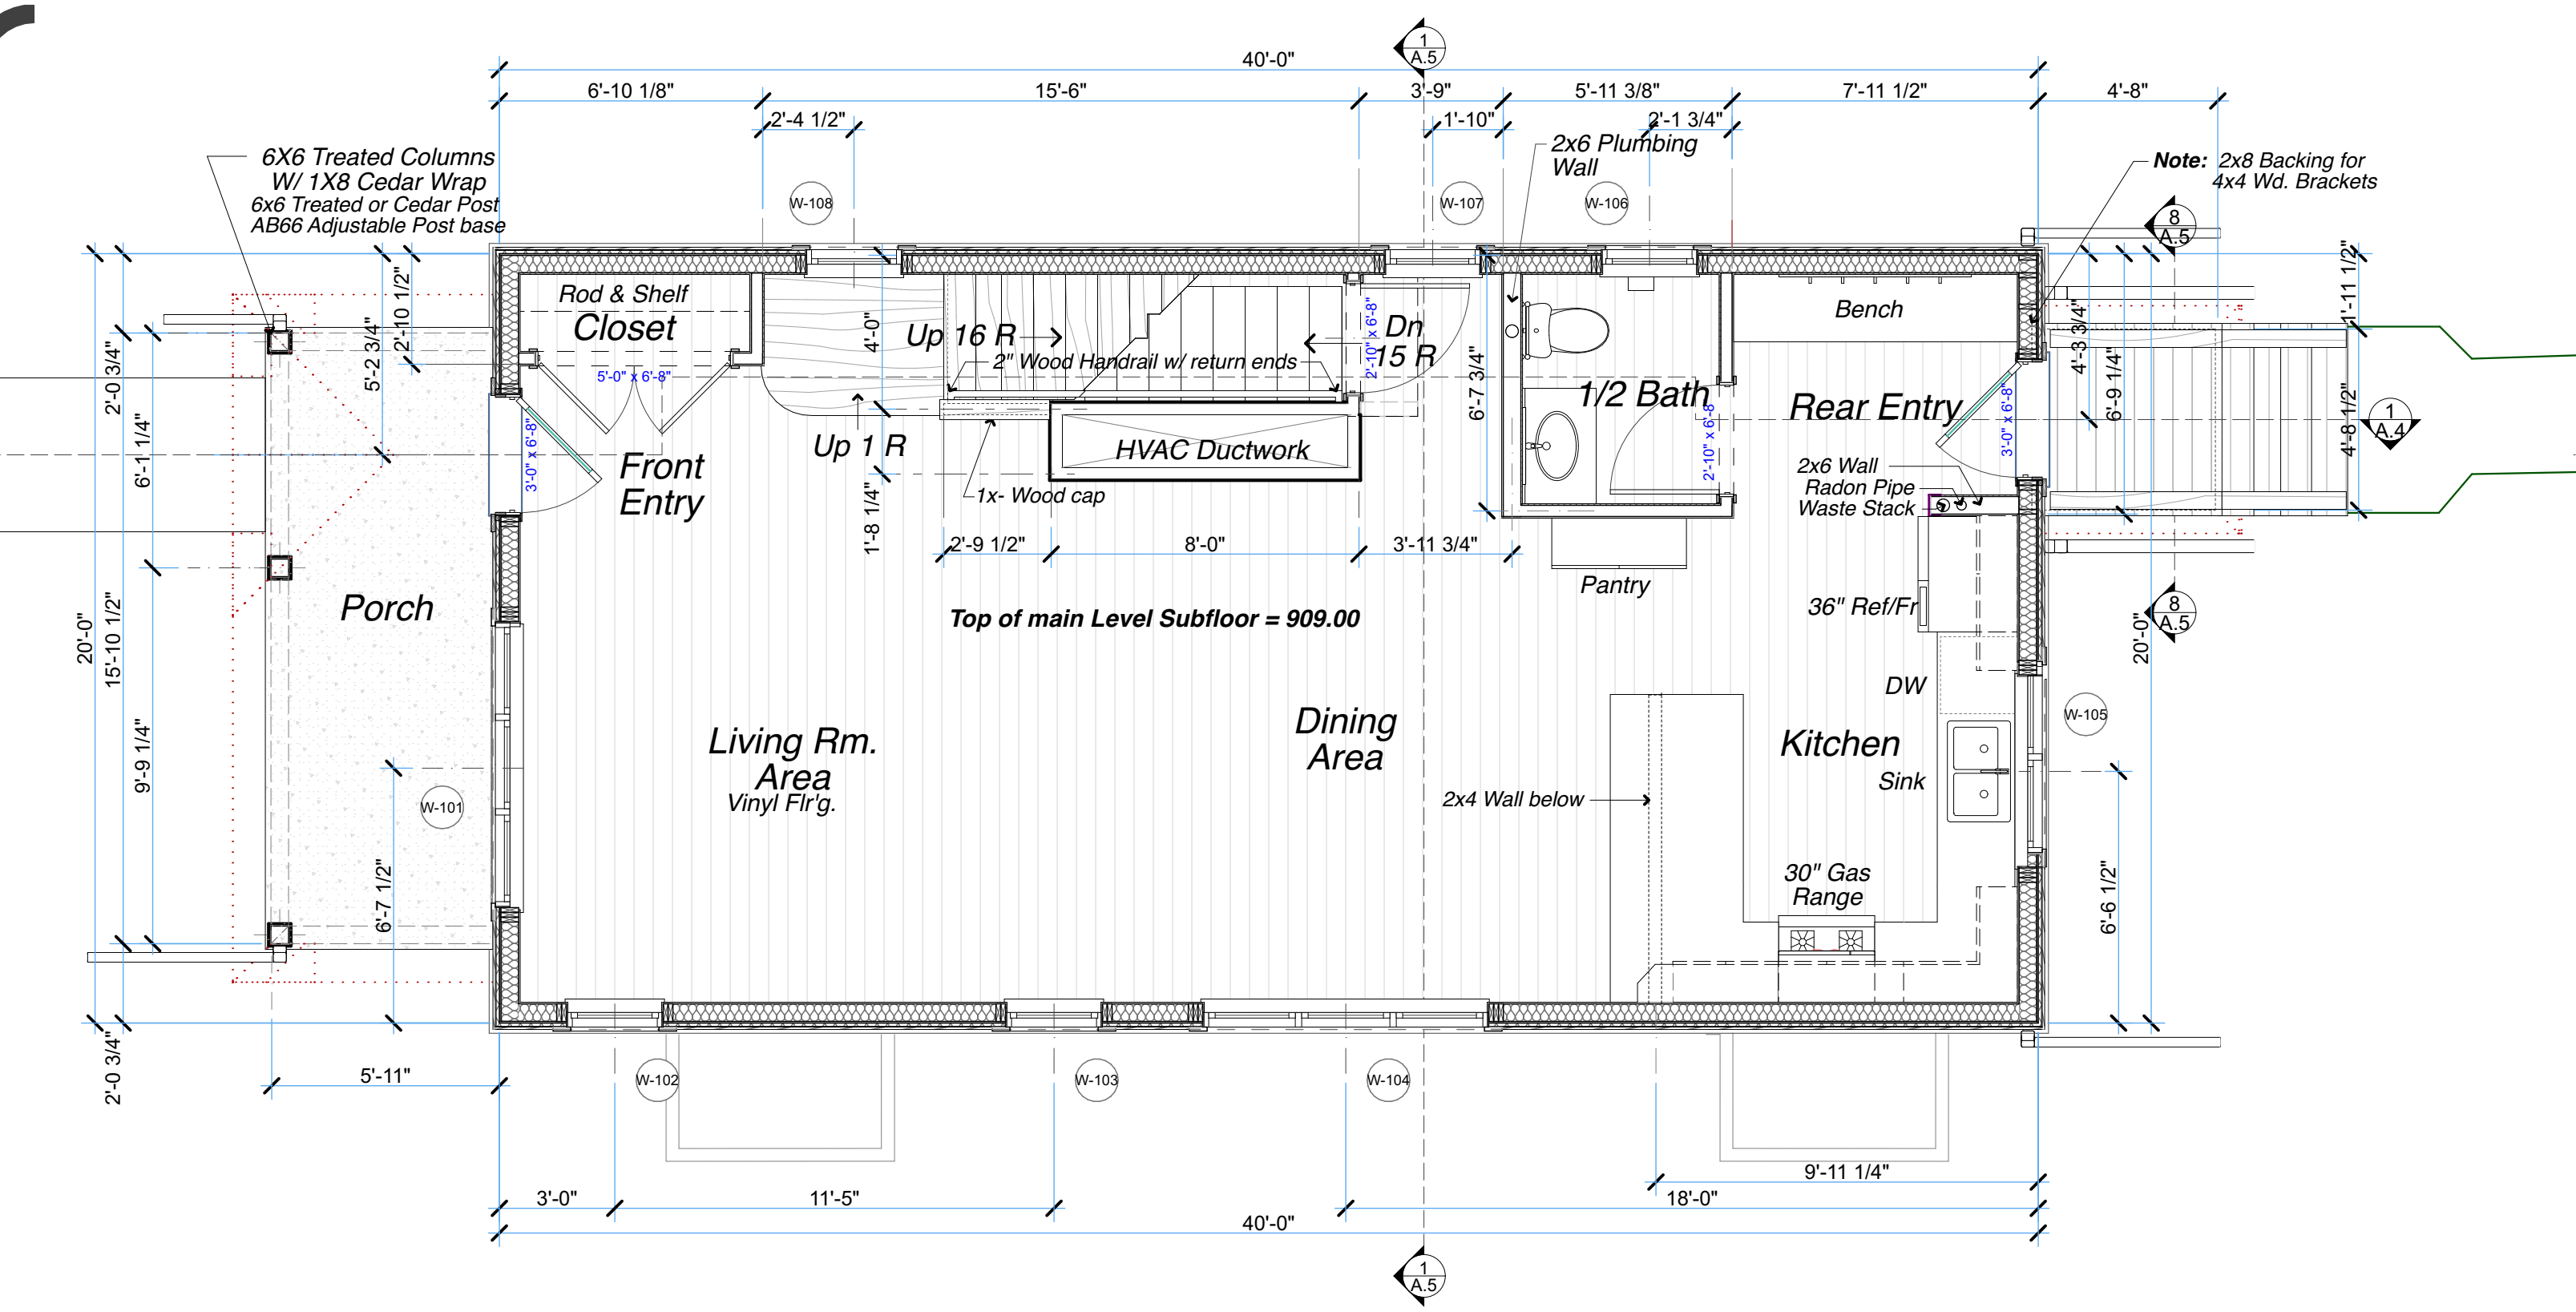 1
A.5
40'-0"
6'-10 1/8"
15'-6"
3'-9"
5'-11 3/8"
7'-11 1/2"
4'-8"
2'-4 1/2"
1'-10"
2'-1 3/4"
6X6 Treated Columns
W/ 1X8 Cedar Wrap
6x6 Treated or Cedar Post
AB66 Adjustable Post base
2x6 Plumbing
Wall
Note: 2x8 Backing for
4x4 Wd. Brackets
W-108
W-107
W-106
8
A.5
Rod & Shelf
Closet
5'-0" x 6'-8"
Up 16 R
2" Wood Handrail w/ return ends
Dn
15 R
2'-10" x 6'-8"
4'-0"
6'-7 3/4"
1/2 Bath
2'-10" x 6'-8"
Bench
Rear Entry
3'-0" x 6'-8"
1'-11 1/2"
4'-3 3/4"
6'-9 1/4"
4'-8 1/2"
1
A.4
2'-0 3/4"
5'-2 3/4"
2'-10 1/2"
6'-1 1/4"
3'-0" x 6'-8"
Front
Entry
Up 1 R
HVAC Ductwork
1x- Wood cap
1'-8 1/4"
2x6 Wall
Radon Pipe
Waste Stack
2'-9 1/2"
8'-0"
3'-11 3/4"
Pantry
36" Ref/Fr
8
A.5
Porch
Top of main Level Subfloor = 909.00
20'-0"
15'-10 1/2"
20'-0"
DW
W-105
9'-9 1/4"
Living Rm.
Area
Vinyl Flr'g.
Dining
Area
Kitchen
Sink
W-101
2x4 Wall below
6'-7 1/2"
30" Gas
Range
6'-6 1/2"
2'-0 3/4"
5'-11"
W-102
W-103
W-104
9'-11 1/4"
3'-0"
11'-5"
18'-0"
40'-0"
1
A.5